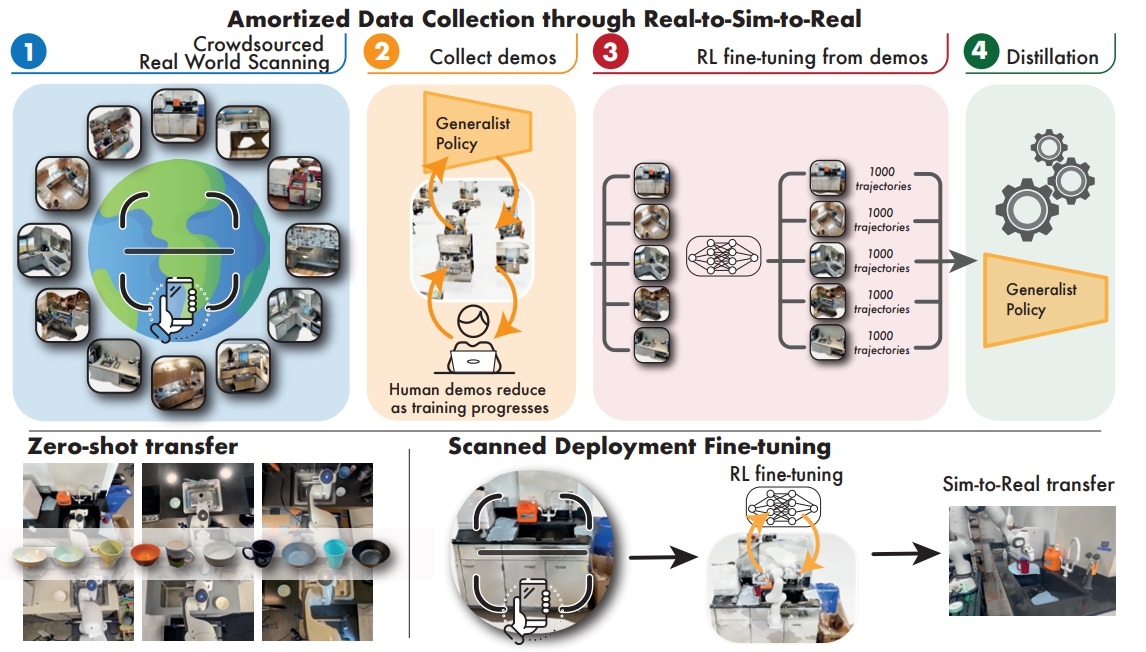 Amortized Data Collection through Real-to-Sim-to-Real
1
Crowdsourced
Real World Scanning
2
Collect demos
3
RL fine-tuning from demos
4
Distillation
Generalist
Policy
Human demos reduce
as training progresses
1000
trajectories
1000
trajectories
1000
trajectories
1000
trajectories
1000
trajectories
Generalist
Policy
Zero-shot transfer
Scanned Deployment Fine-tuning
RL fine-tuning
Sim-to-Real transfer